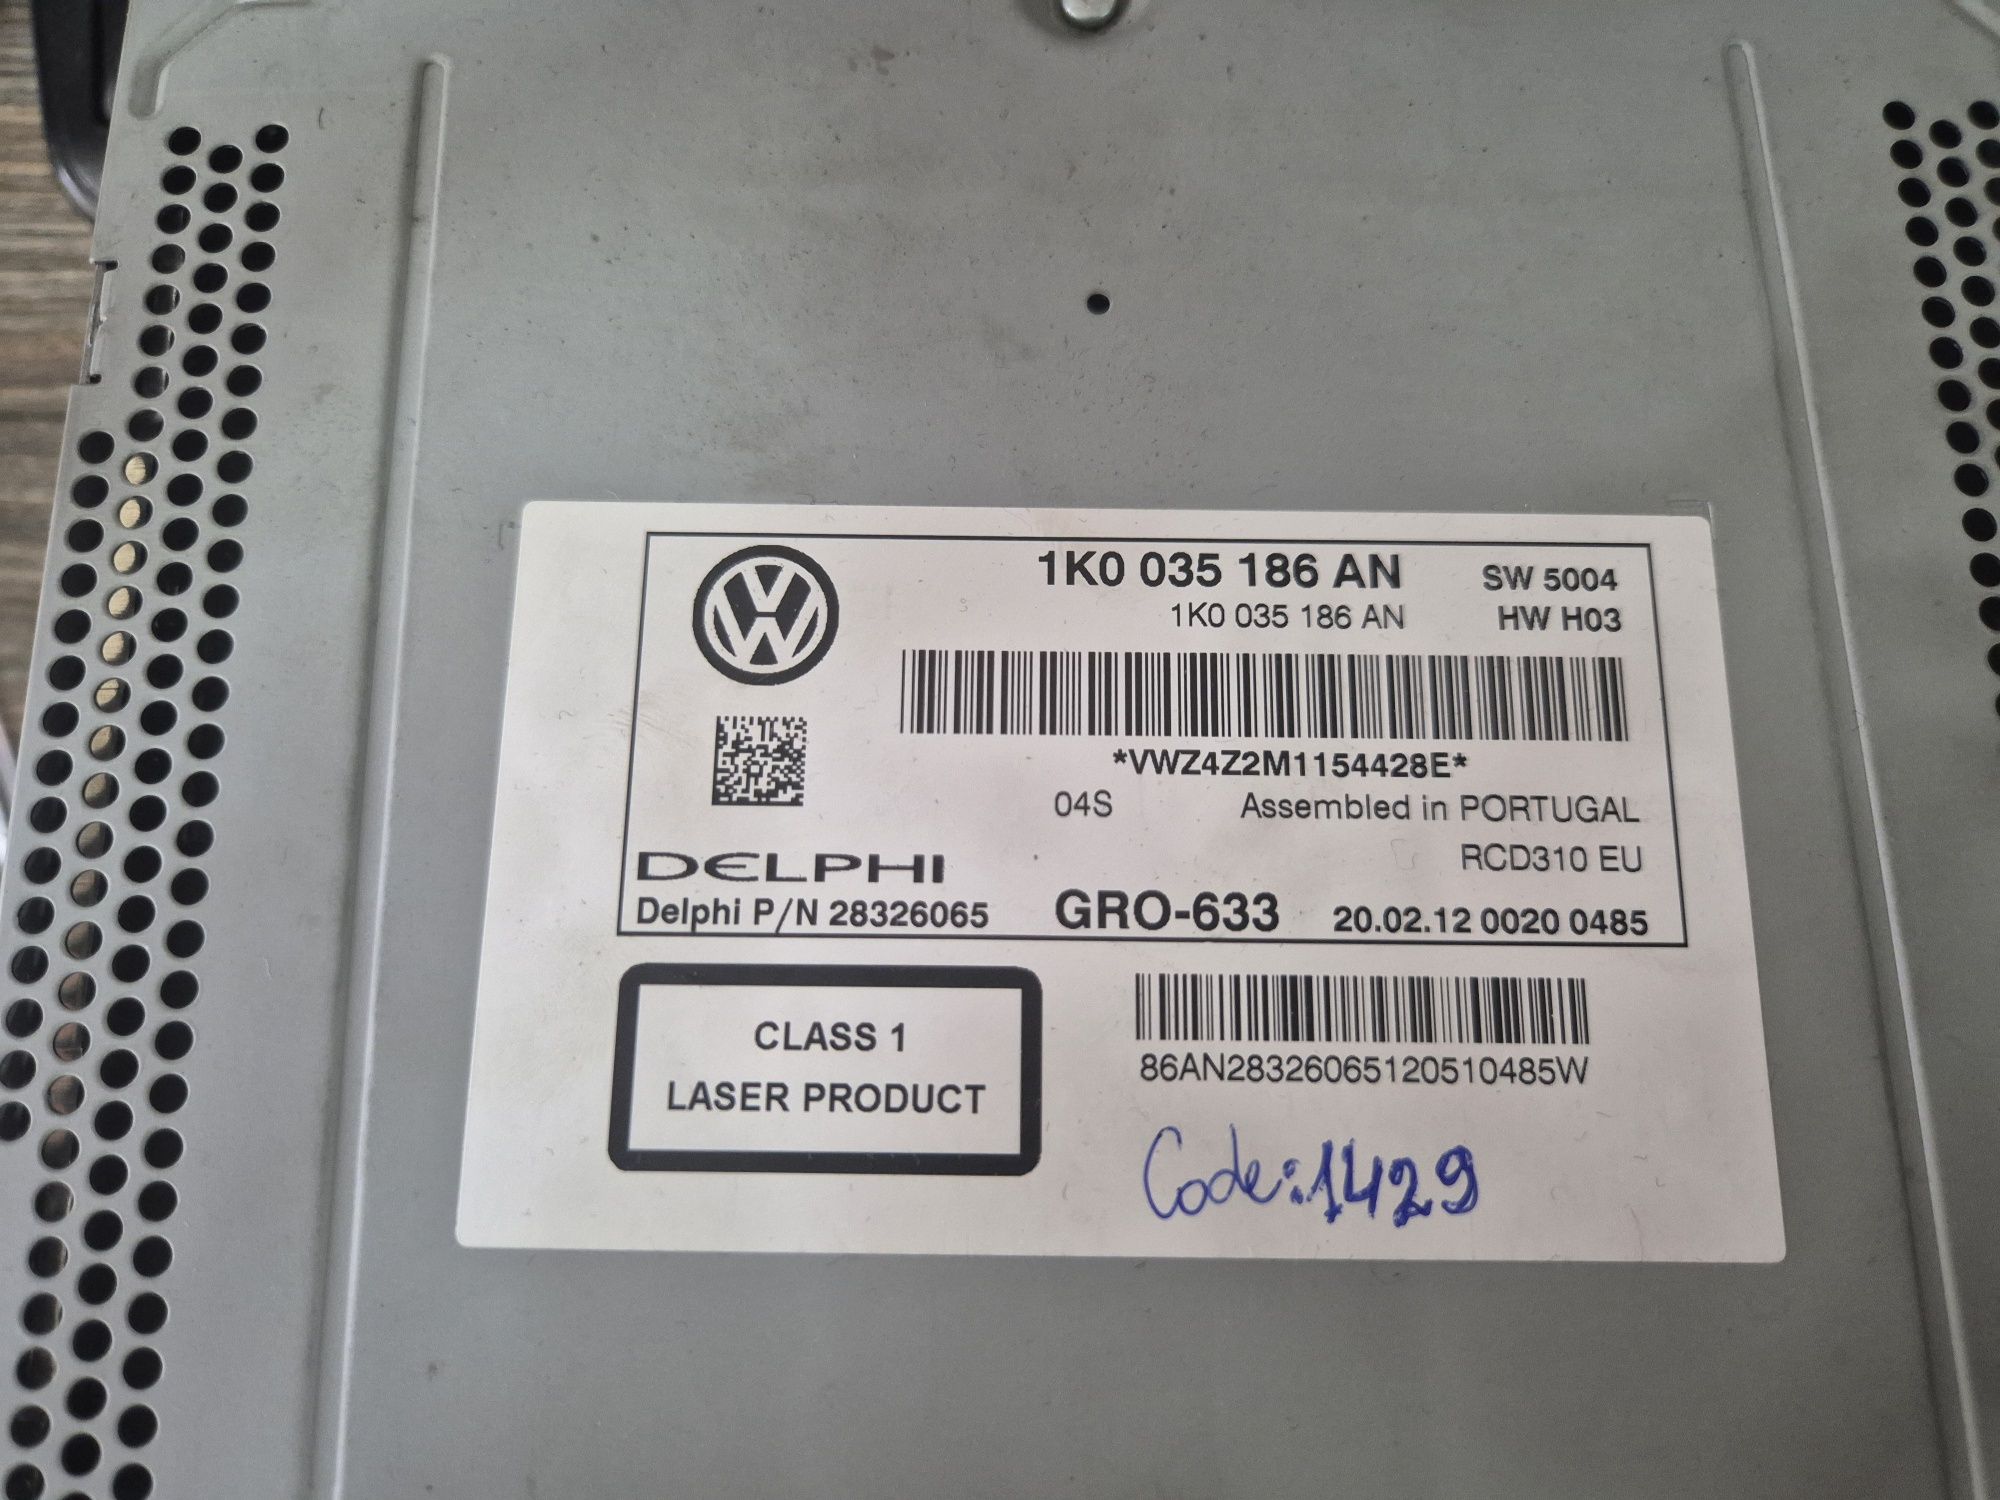 1K0 035 186 AN SW 5004
1K0 035 186 AN HW H03
*VWZ4Z2M1154428E*
04S Assembled in PORTUGAL
RCD310 EU
DELPHI
Delphi P/N 28326065 GRO-633 20.02.12 0020 0485
CLASS 1
LASER PRODUCT
86AN28326065120510485W
Code:1429